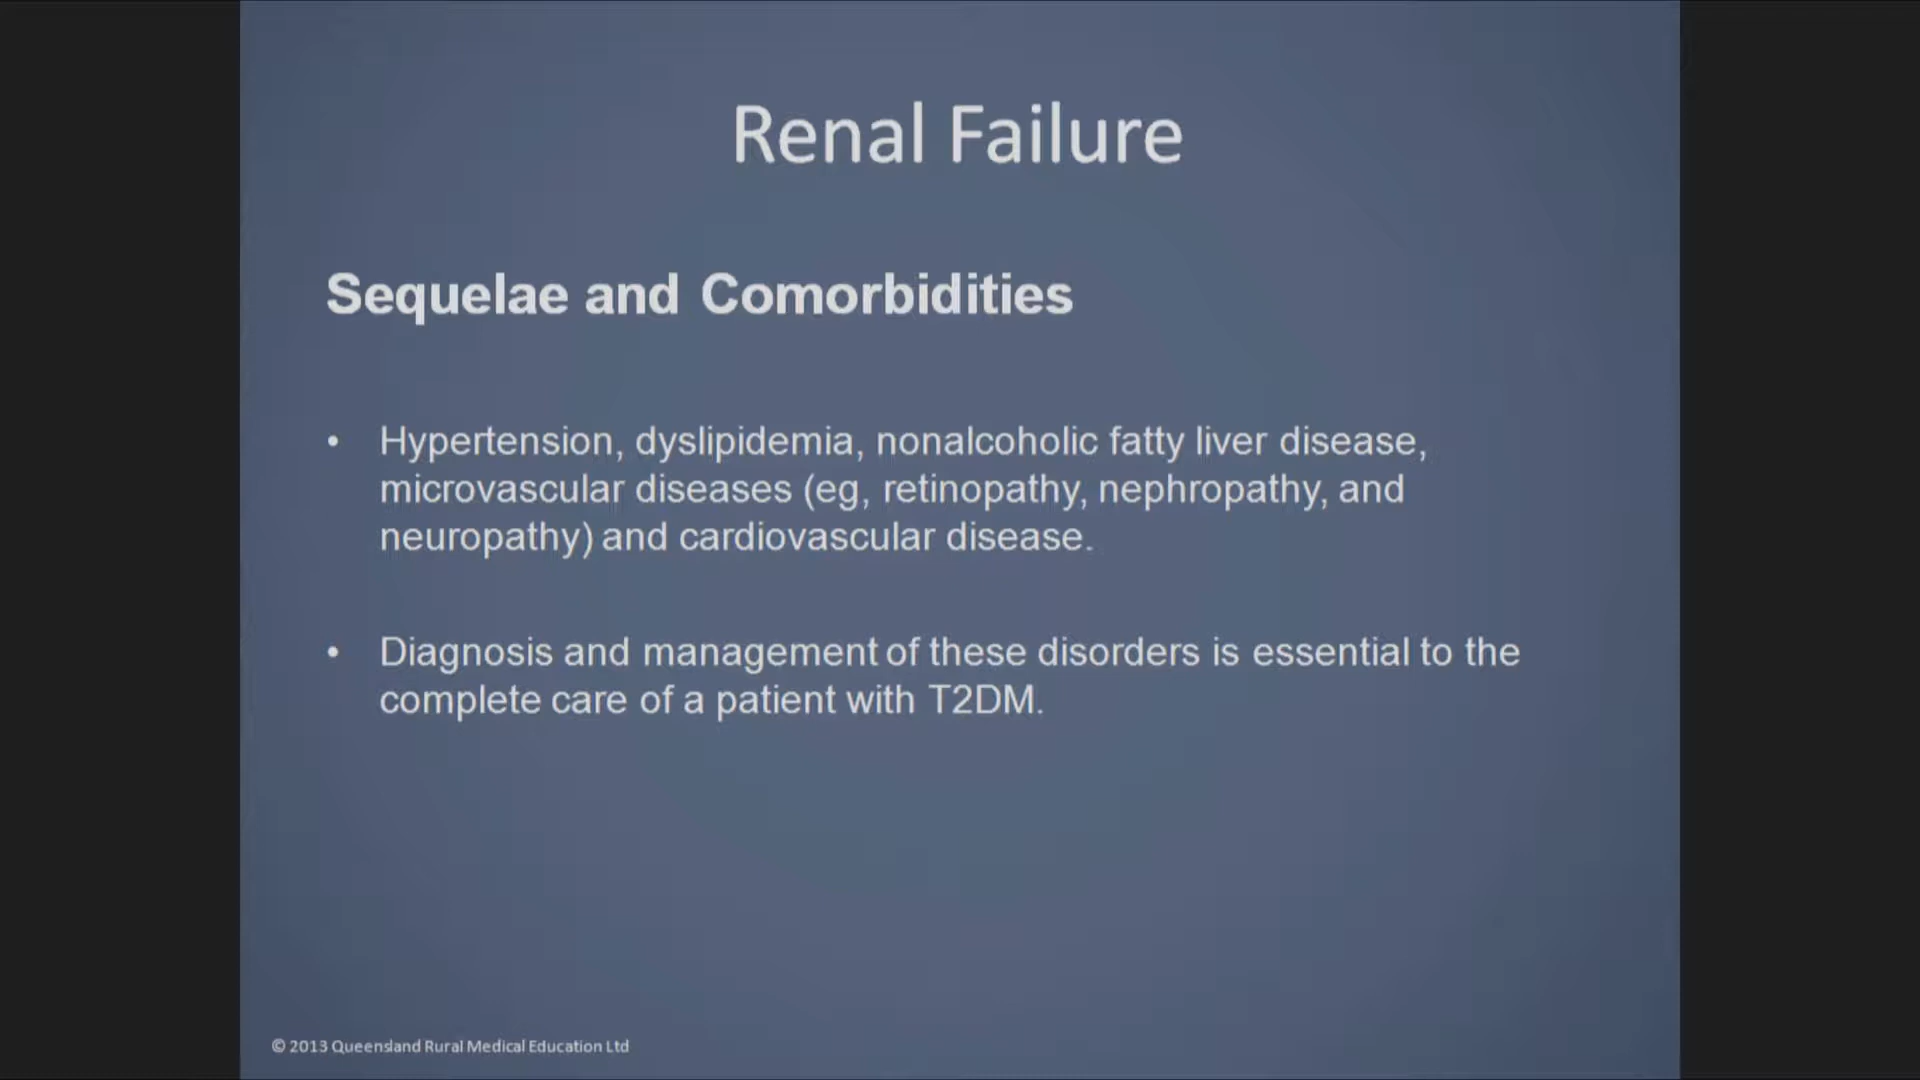 Renal Failure
Sequelae and Comorbidities
• Hypertension, dyslipidemia, nonalcoholic fatty liver disease,
microvascular diseases (eg, retinopathy, nephropathy, and
neuropathy) and cardiovascular disease.
• Diagnosis and management of these disorders is essential to the
complete care of a patient with T2DM.
© 2013 Queensland Rural Medical Education Ltd